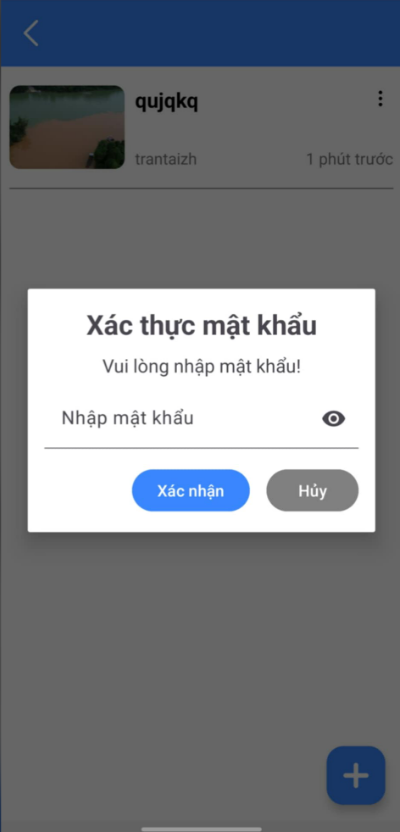 qujqkq
trantaizh
1 phút trước
Xác thực mật khẩu
Vui lòng nhập mật khẩu!
Nhập mật khẩu
Xác nhận
Hủy